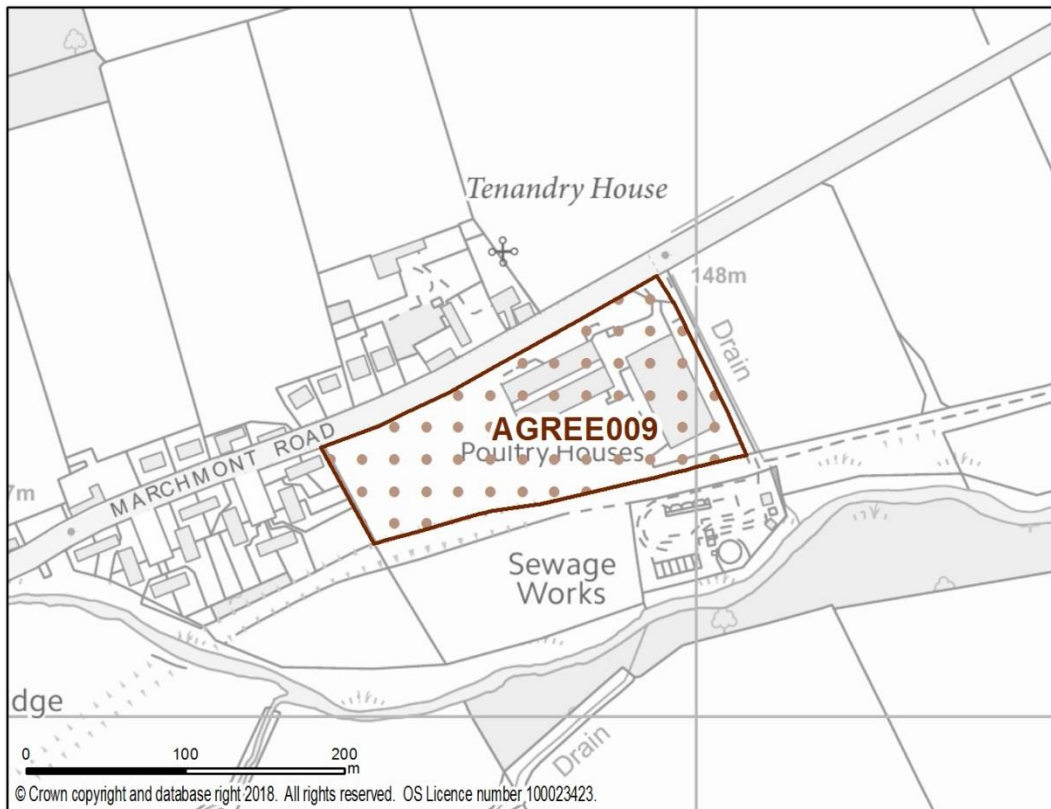 Tenandry House
148m
Drain
AGREE009
Poultry Houses
MARCHMONT ROAD
7m
Sewage
Works
dge
Drain
0 100 200
m
© Crown copyright and database right 2018. All rights reserved. OS Licence number 100023423.